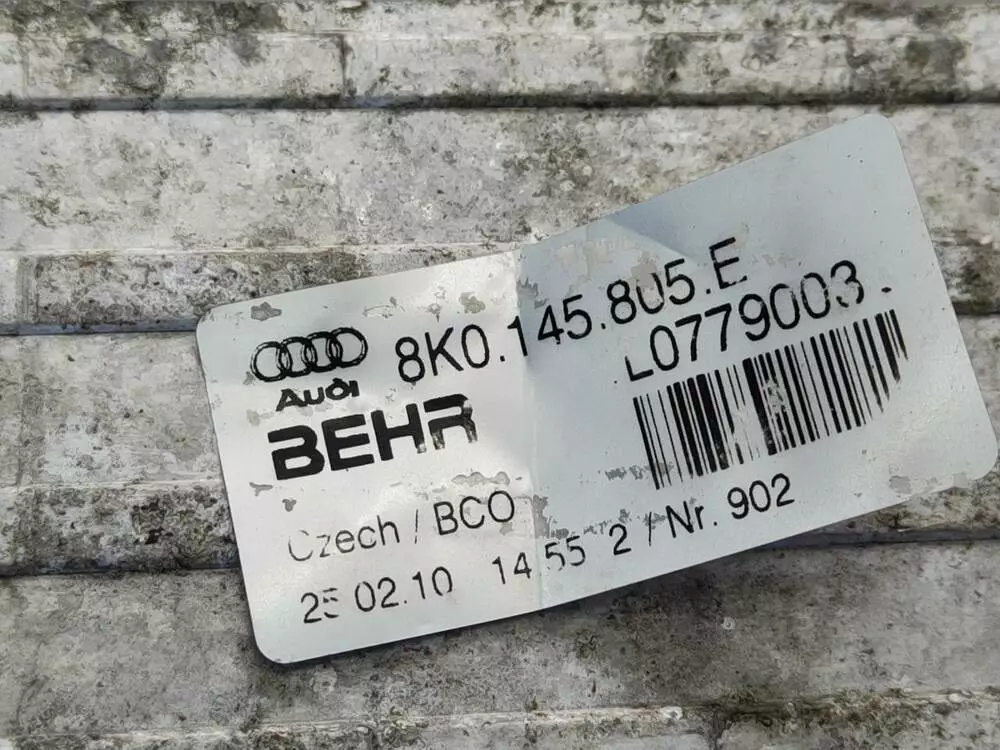 8K0.145.805.E
L0779003.
Audi
BEHR
Czech / BCO
25 02.10 14 55 2 / Nr. 902